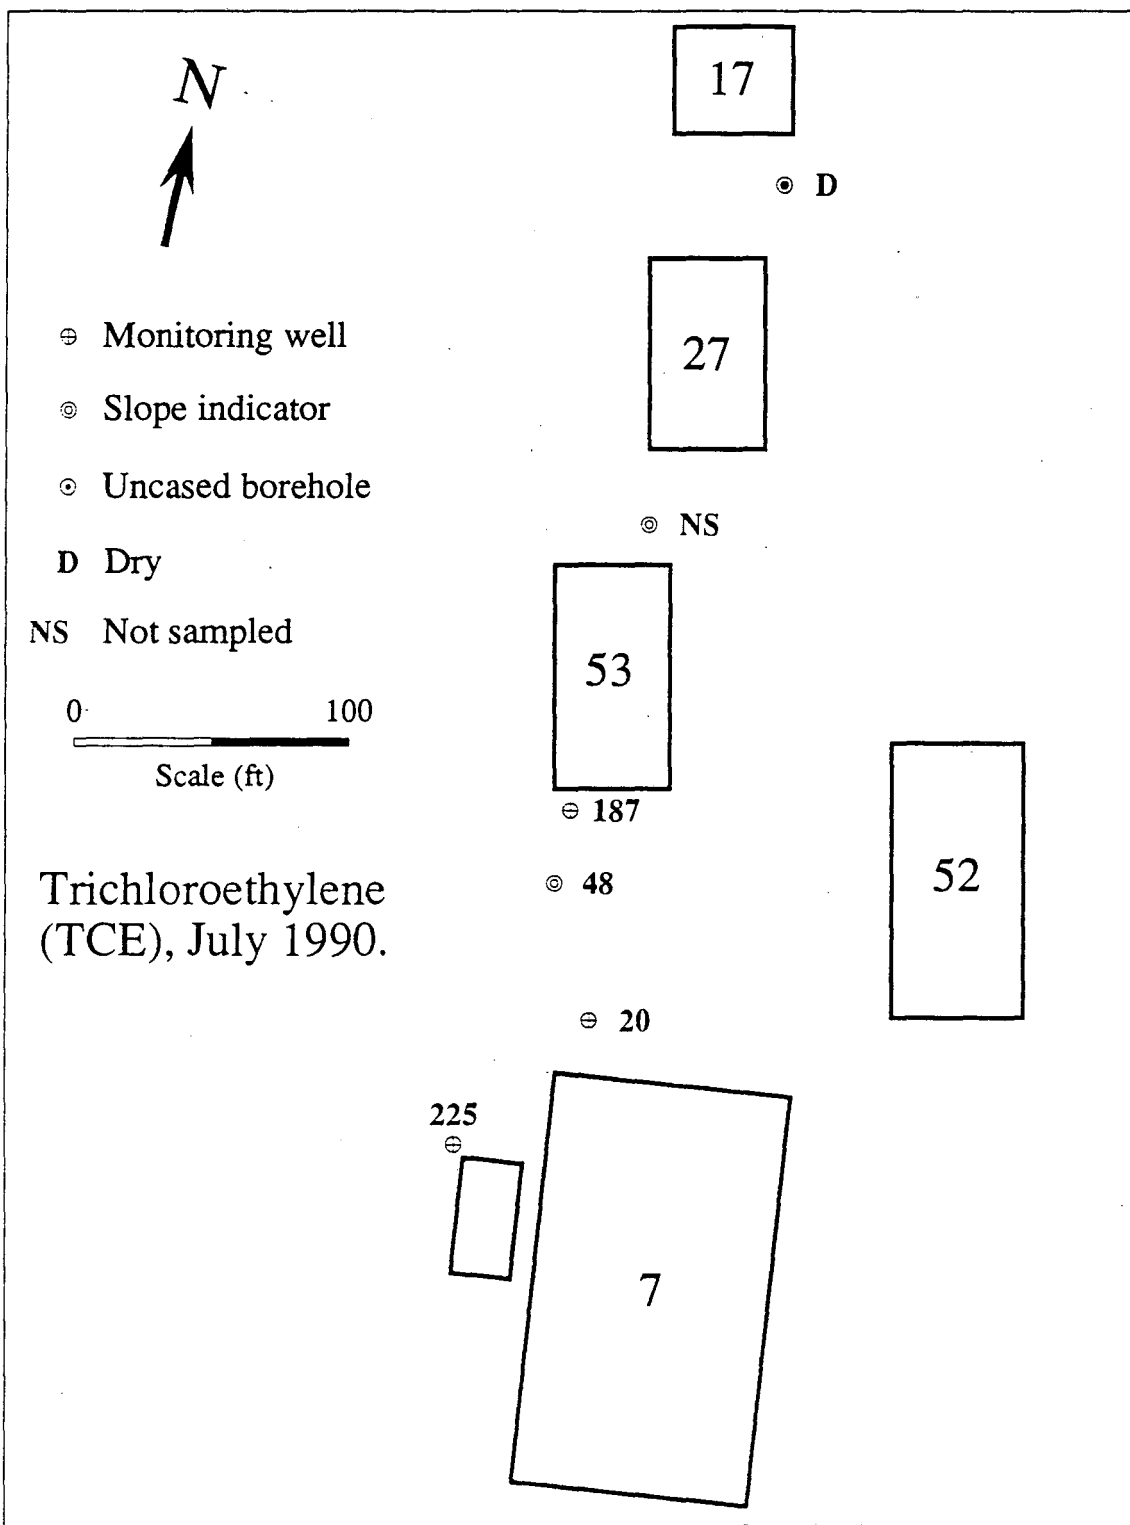 N
17
D
27
Monitoring well
Slope indicator
Uncased borehole
D Dry
NS Not sampled
NS
0 100
Scale (ft)
53
187
48
52
Trichloroethylene
(TCE), July 1990.
20
225
7